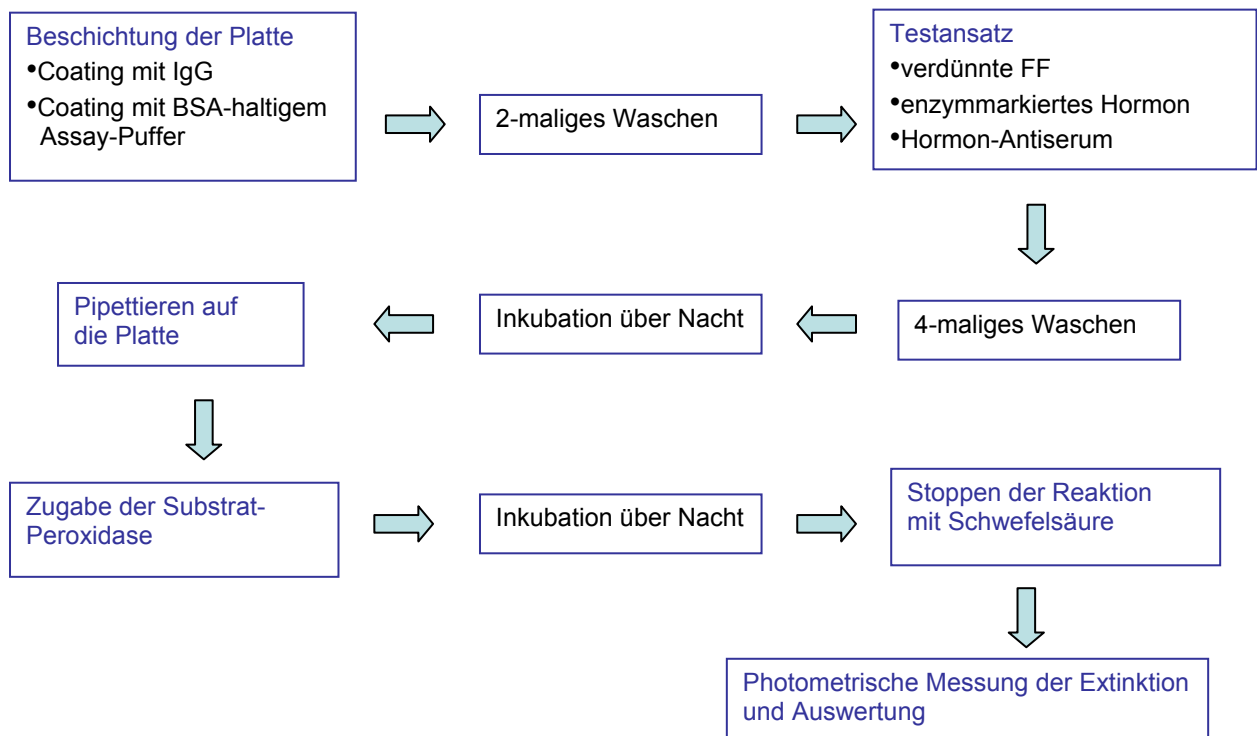 Beschichtung der Platte
•Coating mit IgG
•Coating mit BSA-haltigem
Assay-Puffer
2-maliges Waschen
Testansatz
•verdünnte FF
•enzymmarkiertes Hormon
•Hormon-Antiserum
4-maliges Waschen
Inkubation über Nacht
Pipettieren auf
die Platte
Zugabe der Substrat-
Peroxidase
Inkubation über Nacht
Stoppen der Reaktion
mit Schwefelsäure
Photometrische Messung der Extinktion
und Auswertung